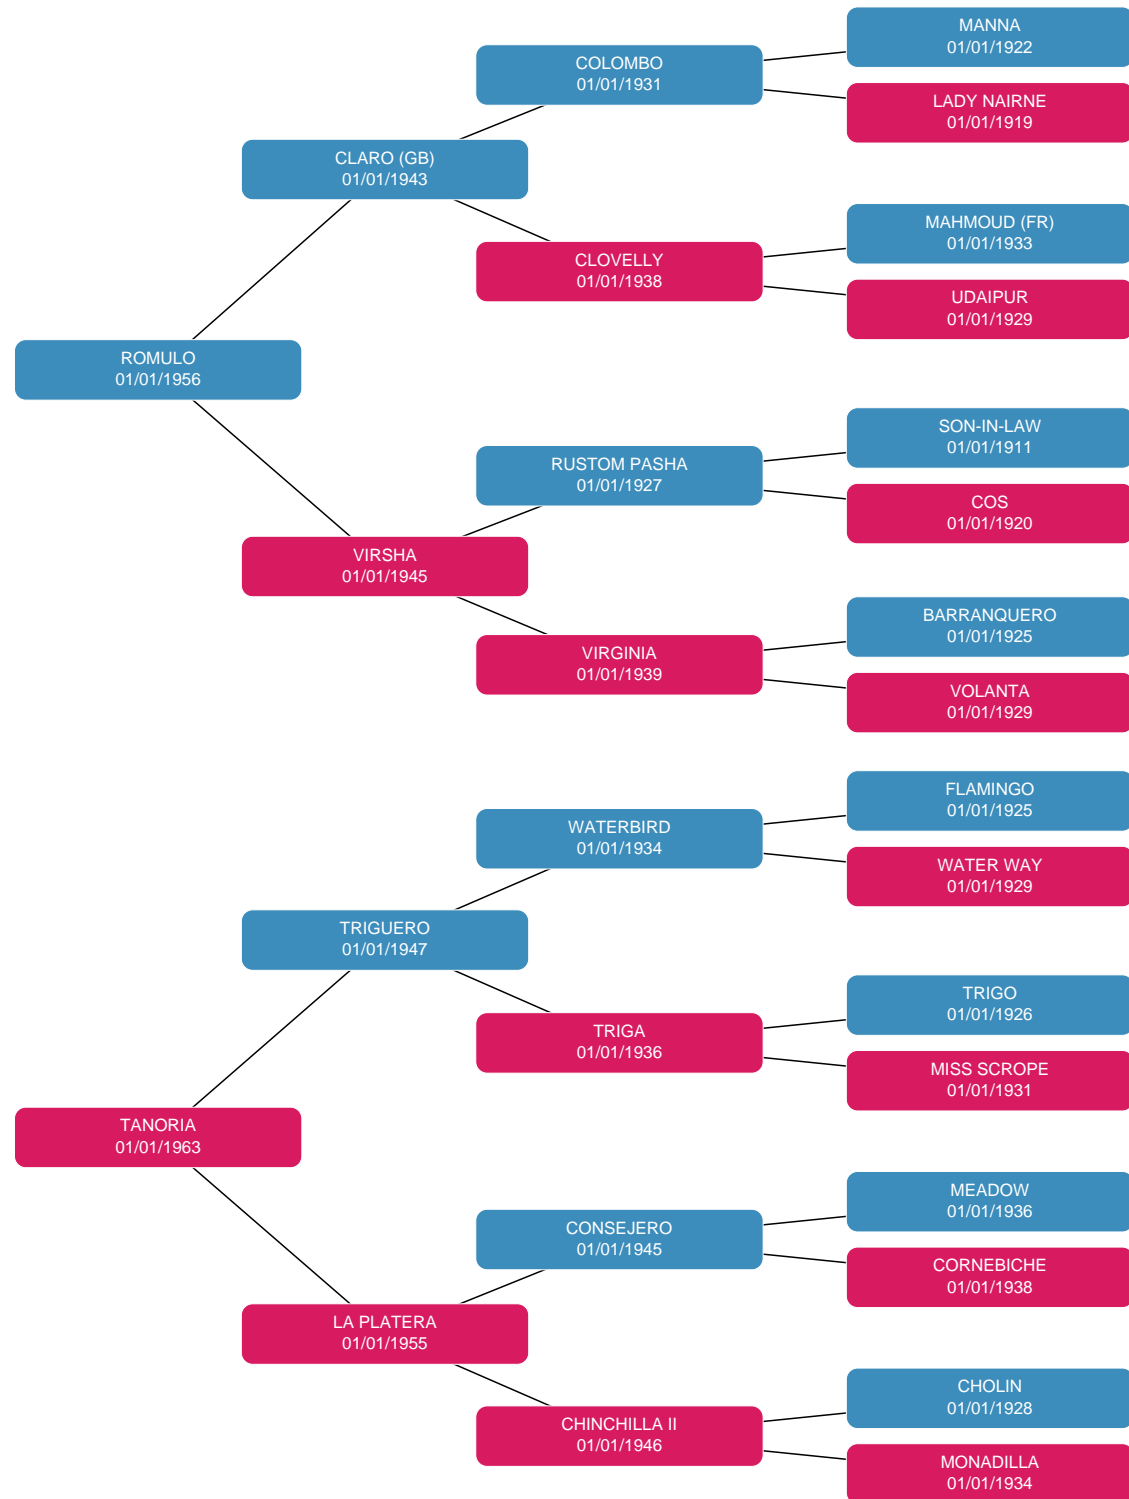 MANNA
01/01/1922
COLOMBO
01/01/1931
LADY NAIRNE
01/01/1919
CLARO (GB)
01/01/1943
MAHMOUD (FR)
01/01/1933
CLOVELLY
01/01/1938
UDAIPUR
01/01/1929
ROMULO
01/01/1956
SON-IN-LAW
01/01/1911
RUSTOM PASHA
01/01/1927
COS
01/01/1920
VIRSHA
01/01/1945
BARRANQUERO
01/01/1925
VIRGINIA
01/01/1939
VOLANTA
01/01/1929
FLAMINGO
01/01/1925
WATERBIRD
01/01/1934
WATER WAY
01/01/1929
TRIGUERO
01/01/1947
TRIGO
01/01/1926
TRIGA
01/01/1936
MISS SCROPE
01/01/1931
TANORIA
01/01/1963
MEADOW
01/01/1936
CONSEJERO
01/01/1945
CORNEBICHE
01/01/1938
LA PLATERA
01/01/1955
CHOLIN
01/01/1928
CHINCHILLA II
01/01/1946
MONADILLA
01/01/1934